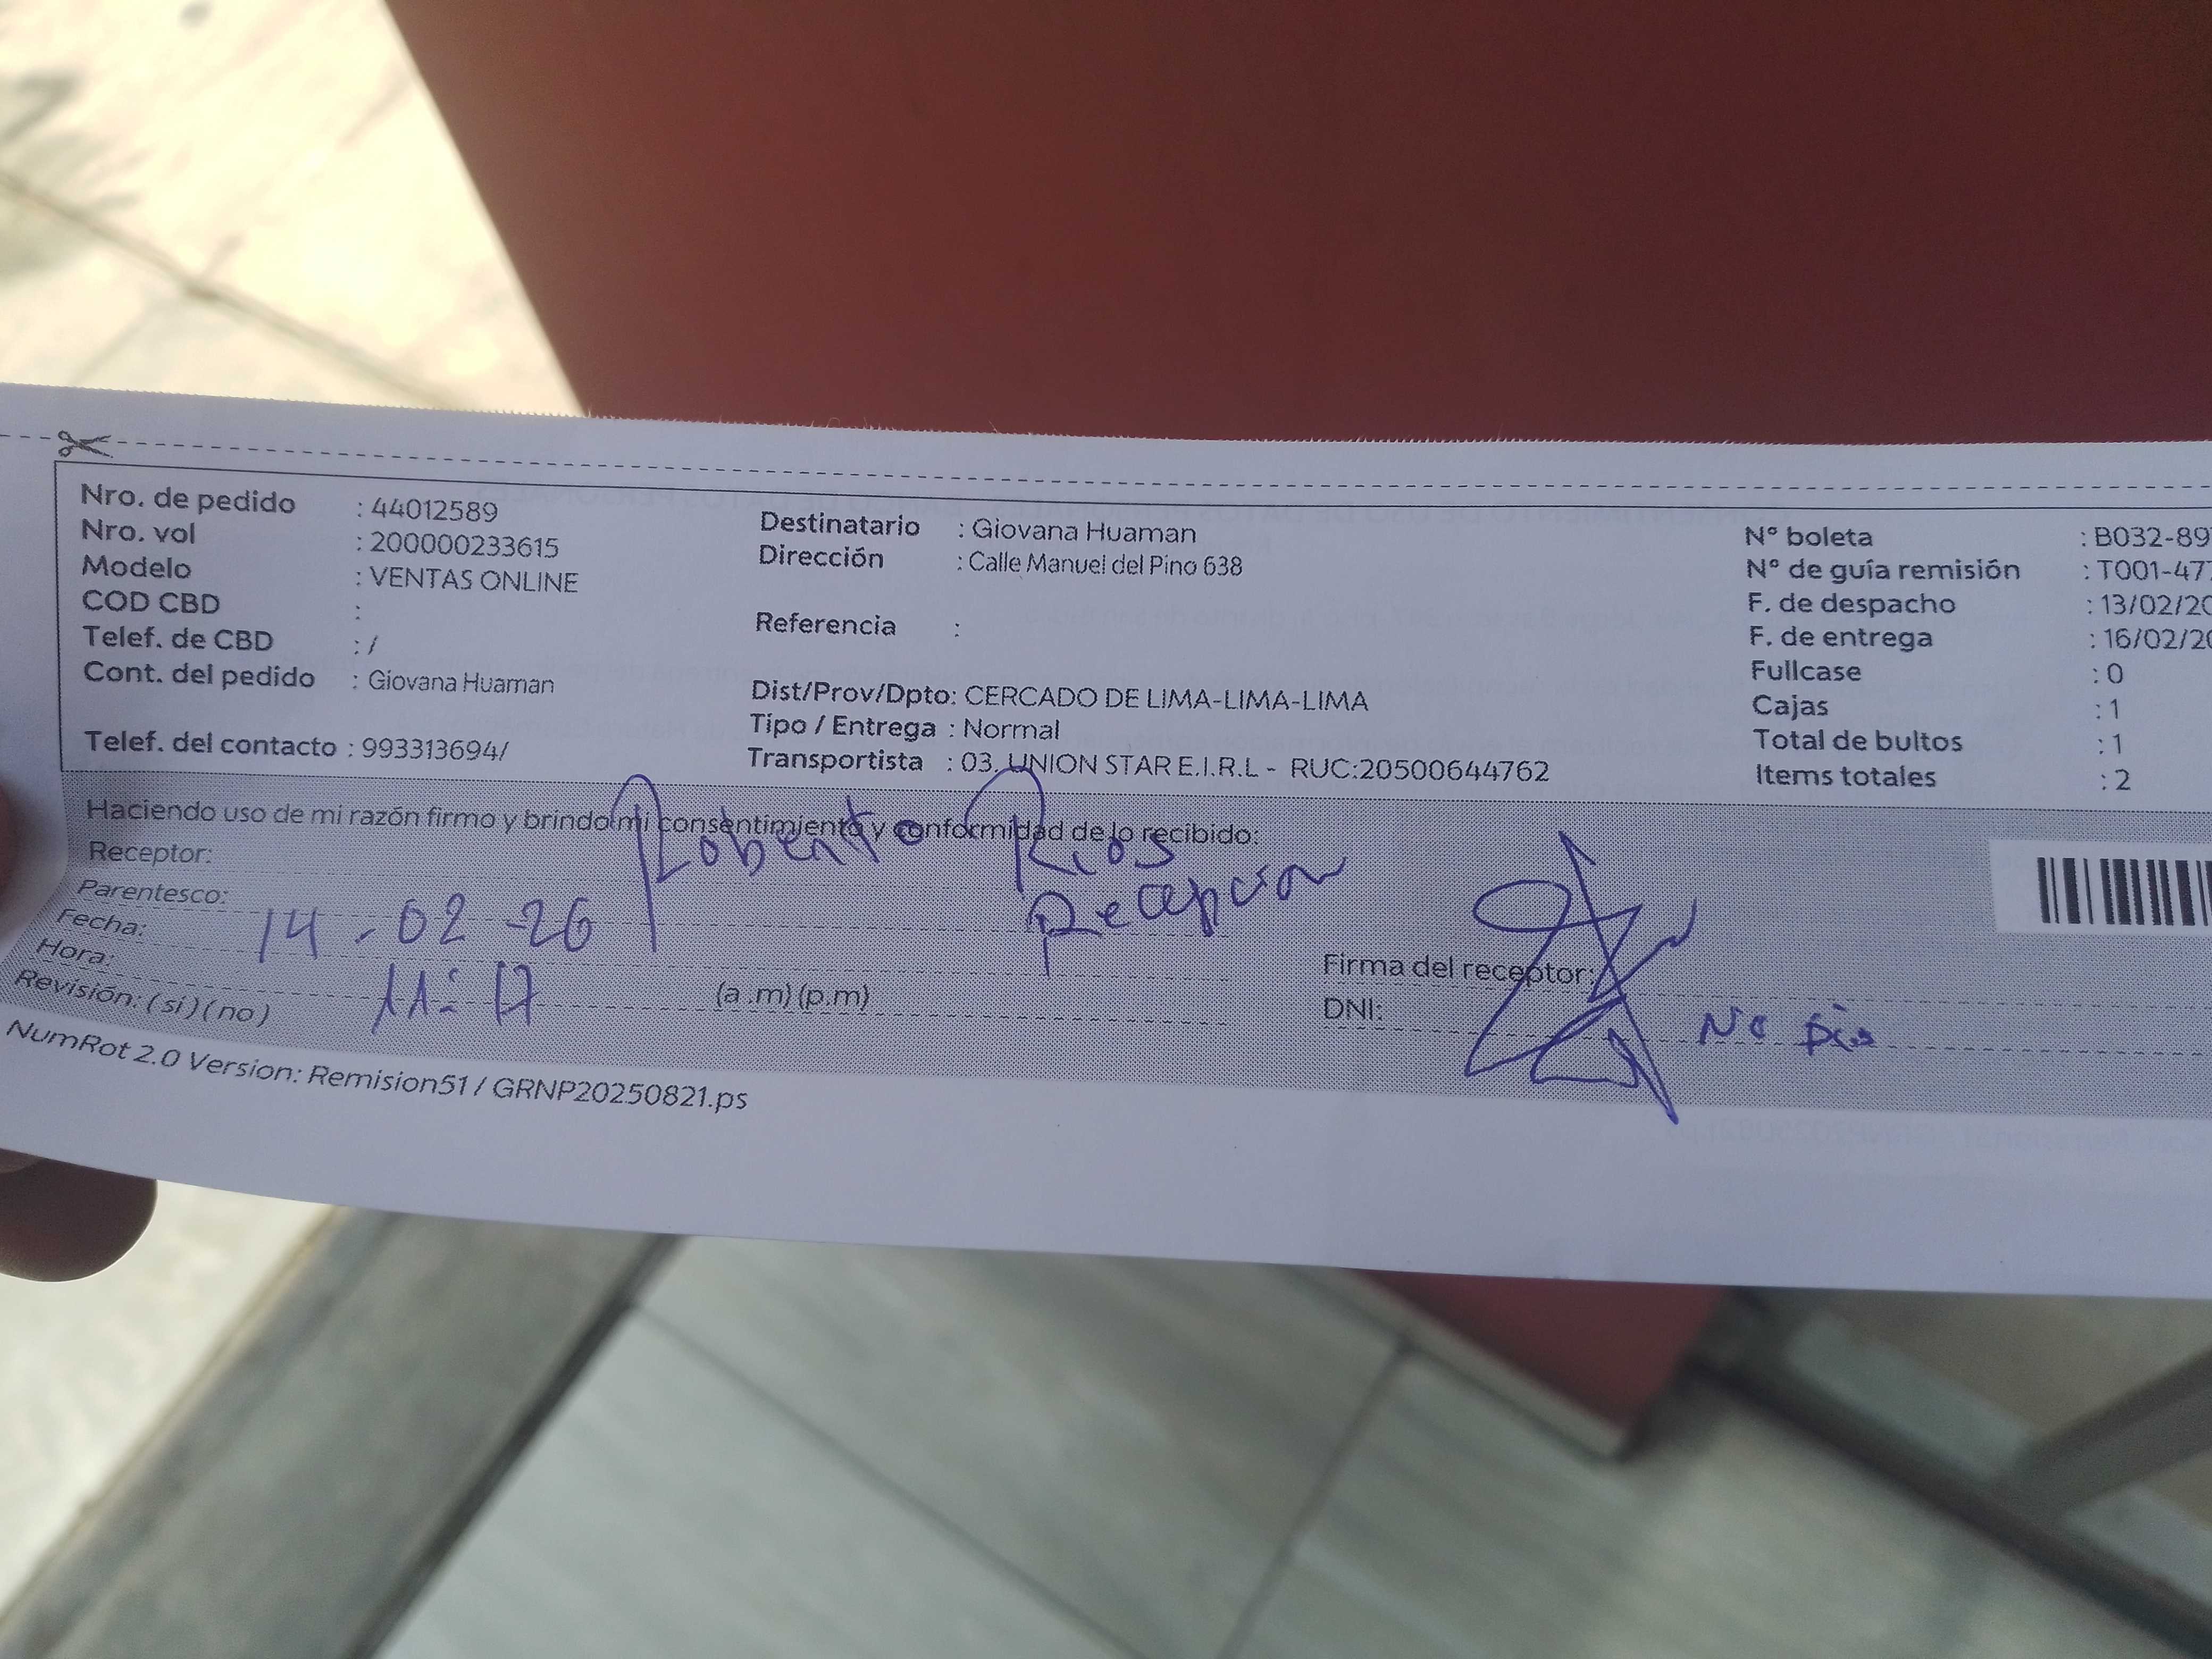 Nro. de pedido : 44012589
Nro. vol : 200000233615
Modelo : VENTAS ONLINE
COD CBD :
Telef. de CBD : /
Cont. del pedido : Giovana Huaman
Telef. del contacto : 993313694/
Destinatario : Giovana Huaman
Dirección : Calle Manuel del Pino 638
Referencia :
Dist/Prov/Dpto: CERCADO DE LIMA-LIMA-LIMA
Tipo / Entrega : Normal
Transportista : 03. UNION STAR E.I.R.L - RUC:20500644762
N° boleta : B032-89
N° de guía remisión : T001-477
F. de despacho : 13/02/20
F. de entrega : 16/02/20
Fullcase : 0
Cajas : 1
Total de bultos : 1
Items totales : 2
Haciendo uso de mi razón firmo y brindo mi consentimiento y conformidad de lo recibido:
Receptor: Roberto Rios
Parentesco: Recepcion
Fecha: 14-02-26
Hora: 11:17 (a.m) (p.m)
Revisión: (si) (no)
Firma del receptor:
DNI: No
NumRot 2.0 Version: Remision51 / GRNP20250821.ps